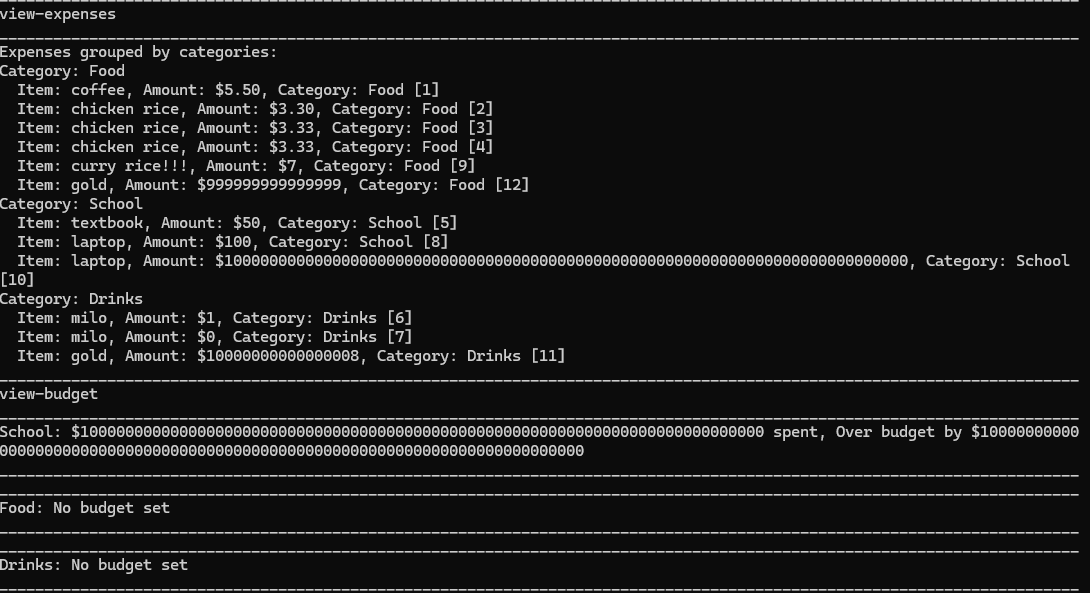 view-expenses
Expenses grouped by categories:
Category: Food
Item: coffee, Amount: $5.50, Category: Food [1]
Item: chicken rice, Amount: $3.30, Category: Food [2]
Item: chicken rice, Amount: $3.33, Category: Food [3]
Item: chicken rice, Amount: $3.33, Category: Food [4]
Item: curry rice!!!, Amount: $7, Category: Food [9]
Item: gold, Amount: $999999999999999, Category: Food [12]
Category: School
Item: textbook, Amount: $50, Category: School [5]
Item: laptop, Amount: $100, Category: School [8]
Item: laptop, Amount: $1000000000000000000000000000000000000000000000000000000000000000000000000000, Category: School
[10]
Category: Drinks
Item: milo, Amount: $1, Category: Drinks [6]
Item: milo, Amount: $0, Category: Drinks [7]
Item: gold, Amount: $10000000000000008, Category: Drinks [11]
view-budget
School: $1000000000000000000000000000000000000000000000000000000000000000000000000000 spent, Over budget by $10000000000
00000000000000000000000000000000000000000000000000000000000000000
Food: No budget set
Drinks: No budget set